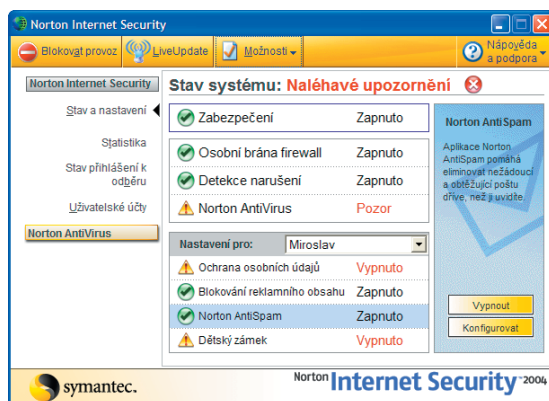 Norton Internet Security
Blokovat provoz
LiveUpdate
Možnosti
Nápověda
a podpora
Norton Internet Security
Stav a nastavení
Statistika
Stav přihlášení k
odběru
Uživatelské účty
Norton AntiVirus
Stav systému: Naléhavé upozornění
Zabezpečení Zapnuto
Osobní brána firewall Zapnuto
Detekce narušení Zapnuto
Norton AntiVirus Pozor
Nastavení pro: Miroslav
Ochrana osobních údajů Vypnuto
Blokování reklamního obsahu Zapnuto
Norton AntiSpam Zapnuto
Dětský zámek Vypnuto
Norton AntiSpam
Aplikace Norton
AntiSpam pomáhá
eliminovat nežádoucí
a obtěžující poštu
dříve, než ji uvidíte.
Vypnout
Konfigurovat
symantec.
Norton Internet Security 2004